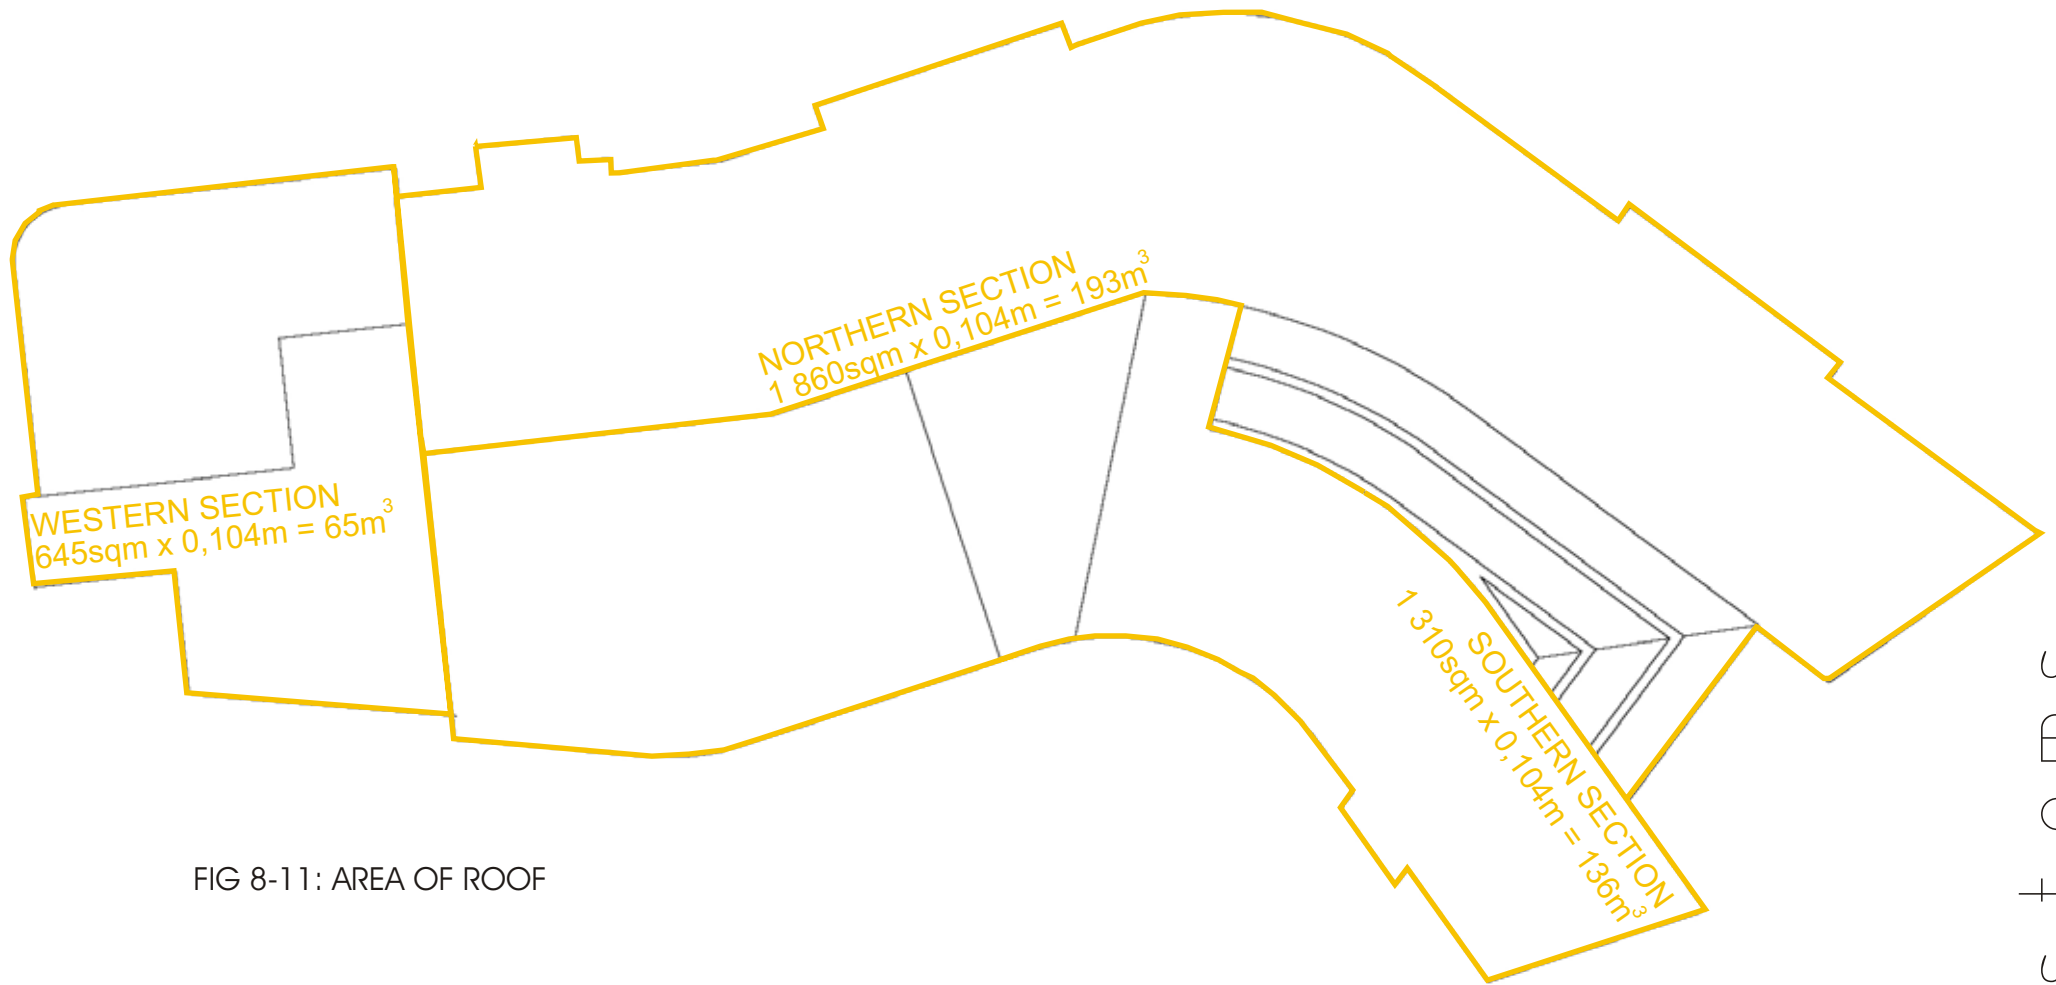 NORTHERN SECTION
1 860sqm x 0,104m = 193m³
WESTERN SECTION
645sqm x 0,104m = 65m³
SOUTHERN SECTION
1 310sqm x 0,104m = 136m³
FIG 8-11: AREA OF ROOF